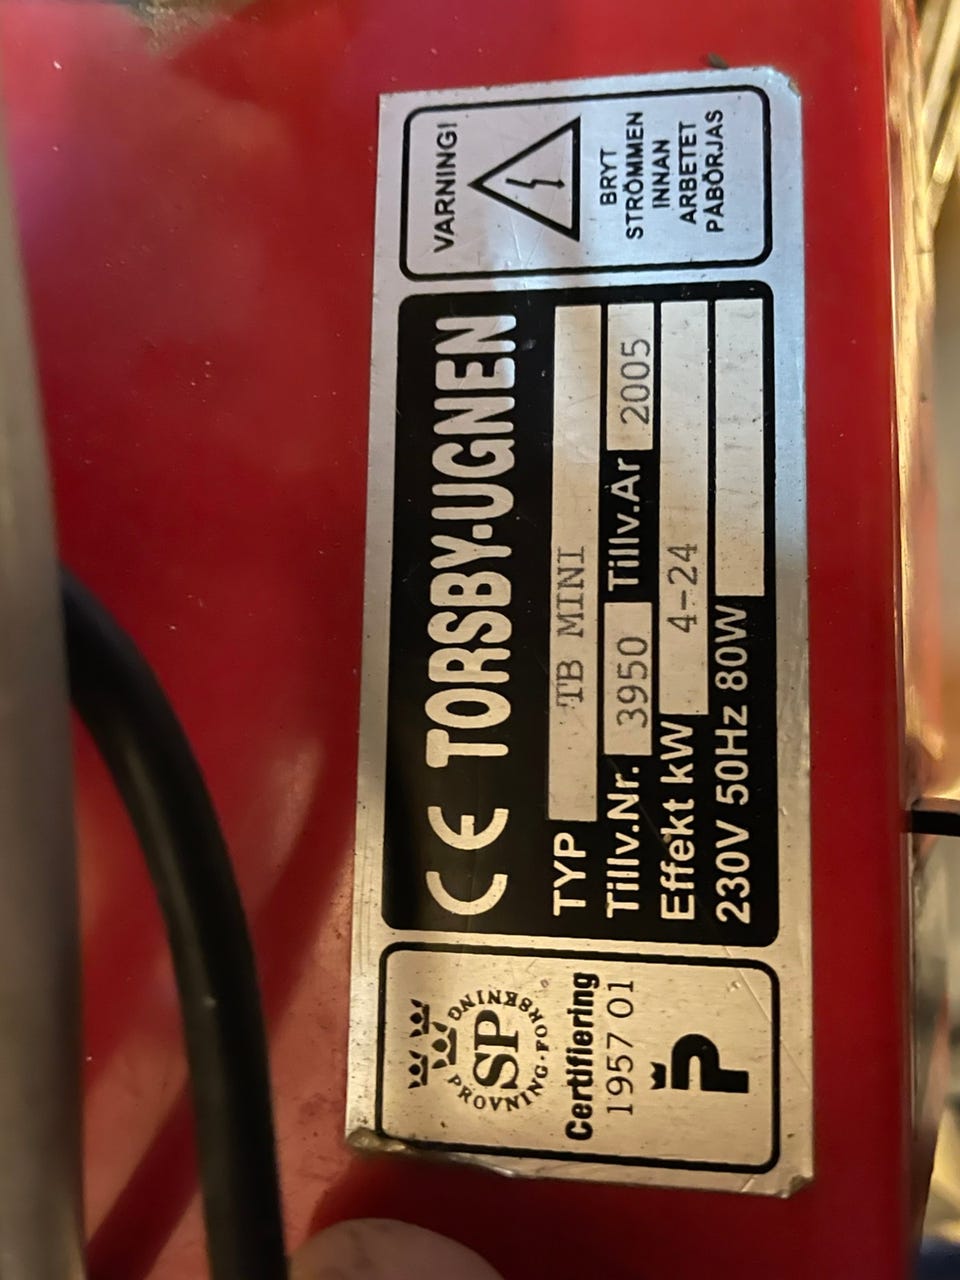 SP
PROVNING·FORSKNING
Certifiering
1957 01
P
CE TORSBY-UGNEN
TYP TB MINI
Tillv.Nr. 3950 Tillv.År 2005
Effekt kW 4-24
230V 50Hz 80W
VARNING!
BRYT
STRÖMMEN
INNAN
ARBETET
PÅBÖRJAS